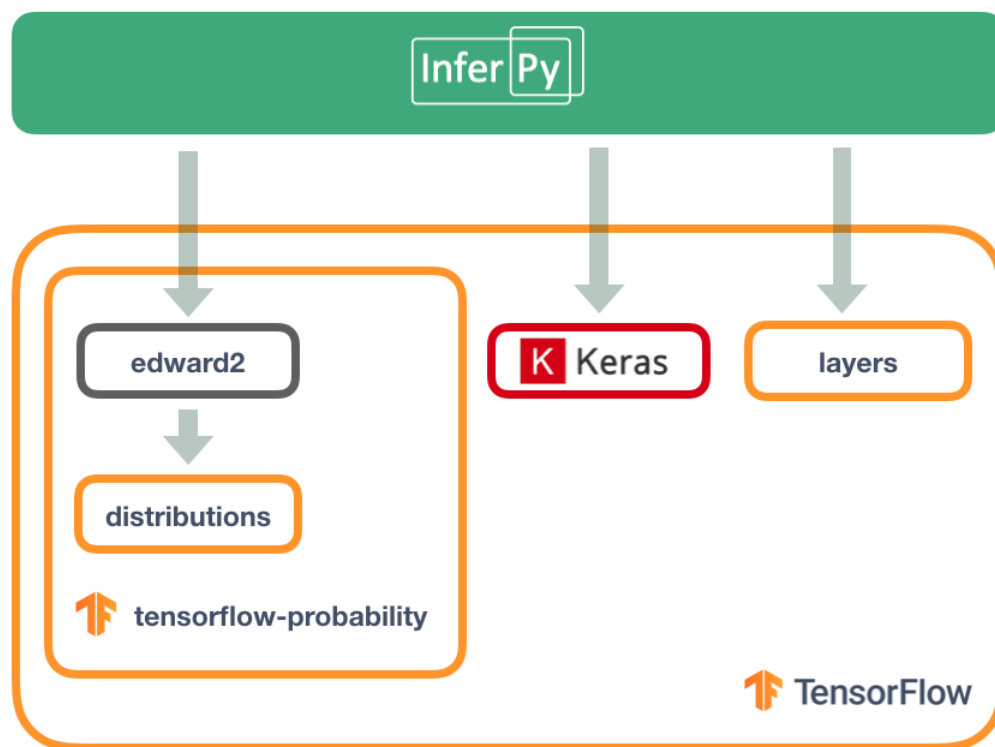 InferPy
edward2
K Keras
layers
distributions
tensorflow-probability
TensorFlow